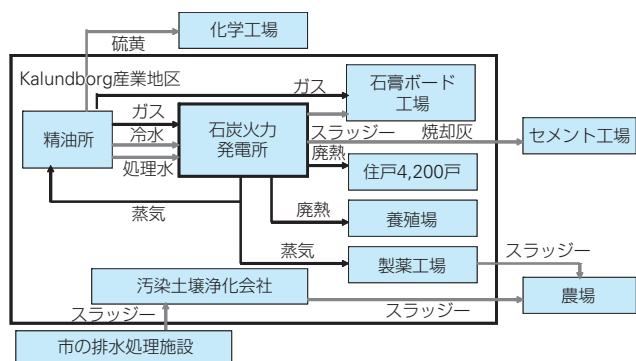 化学工場
硫黄
Kalundborg産業地区
ガス
石膏ボード
工場
ガス
精油所
冷水
石炭火力
発電所
スラッジー
焼却灰
セメント工場
処理水
廃熱
住戸4,200戸
蒸気
廃熱
養殖場
蒸気
製薬工場
スラッジー
汚染土壌浄化会社
農場
スラッジー
スラッジー
市の排水処理施設